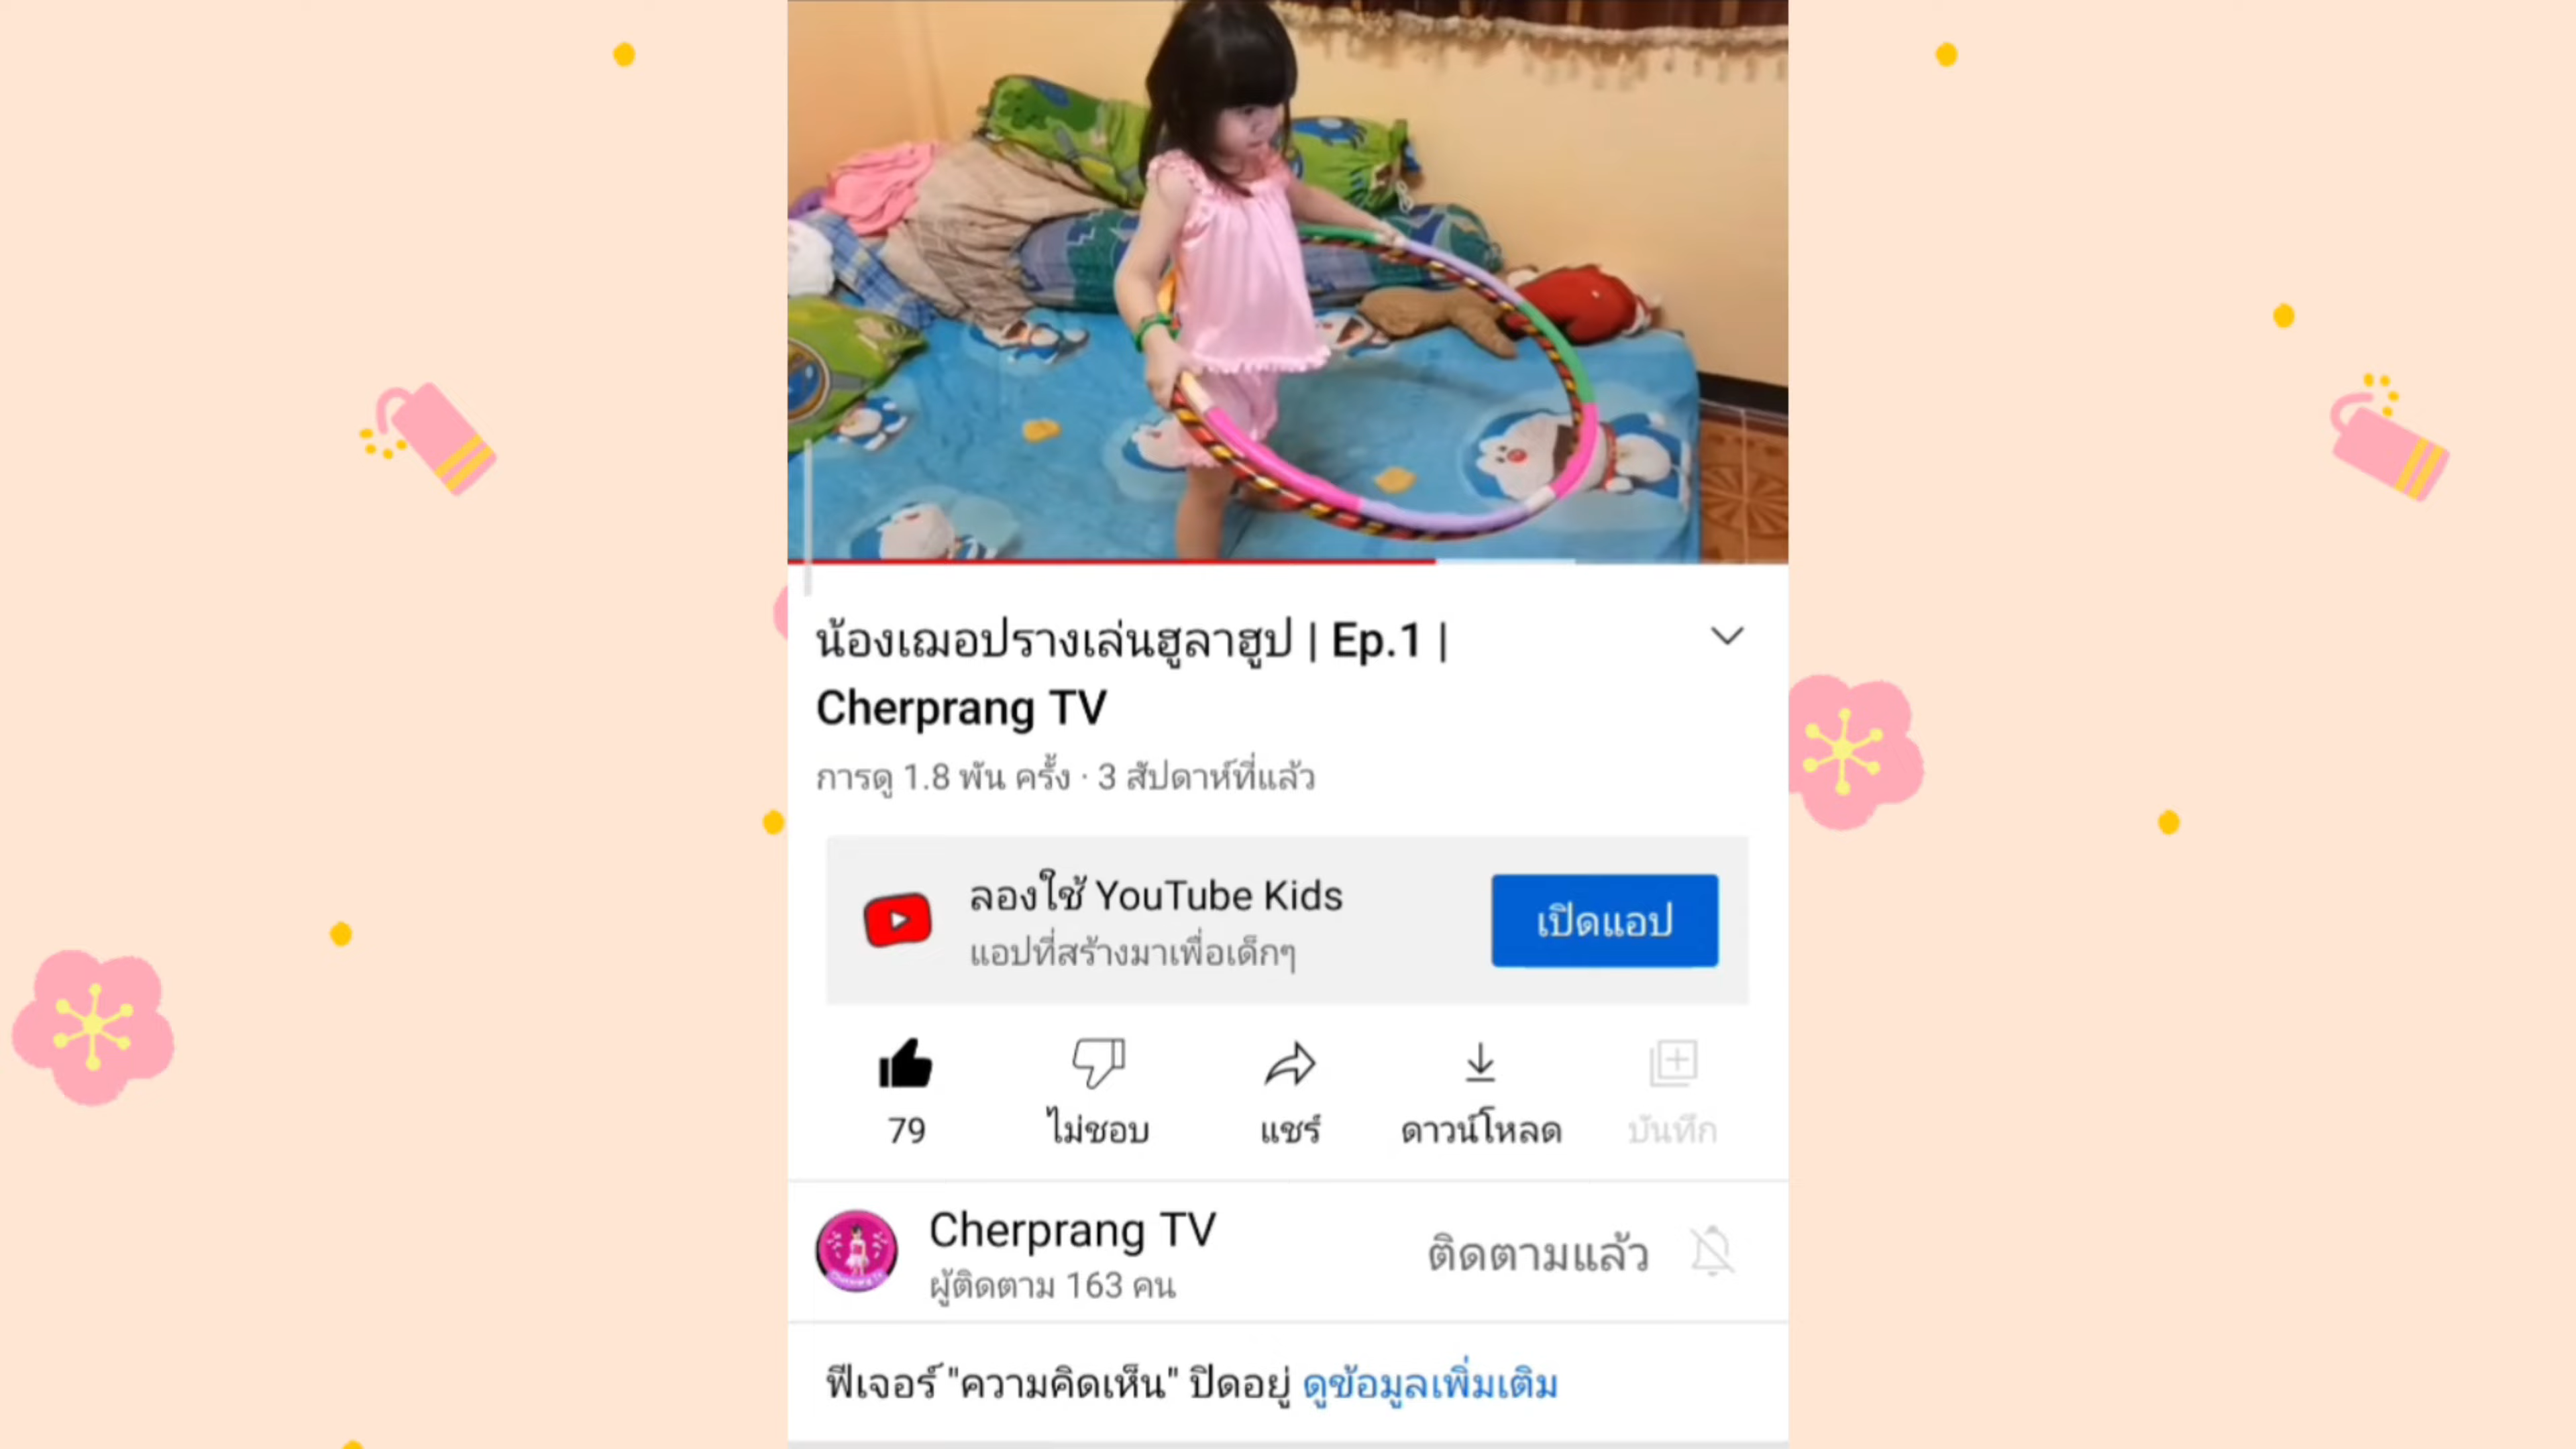 น้องเฌอปรางเล่นฮูลาฮูป | Ep.1 |
Cherprang TV
การดู 1.8 พัน ครั้ง · 3 สัปดาห์ที่แล้ว
ลองใช้ YouTube Kids
แอปที่สร้างมาเพื่อเด็กๆ
เปิดแอป
79
ไม่ชอบ
แชร์
ดาวน์โหลด
บันทึก
Cherprang TV
ผู้ติดตาม 163 คน
ติดตามแล้ว
ฟีเจอร์ "ความคิดเห็น" ปิดอยู่ ดูข้อมูลเพิ่มเติม